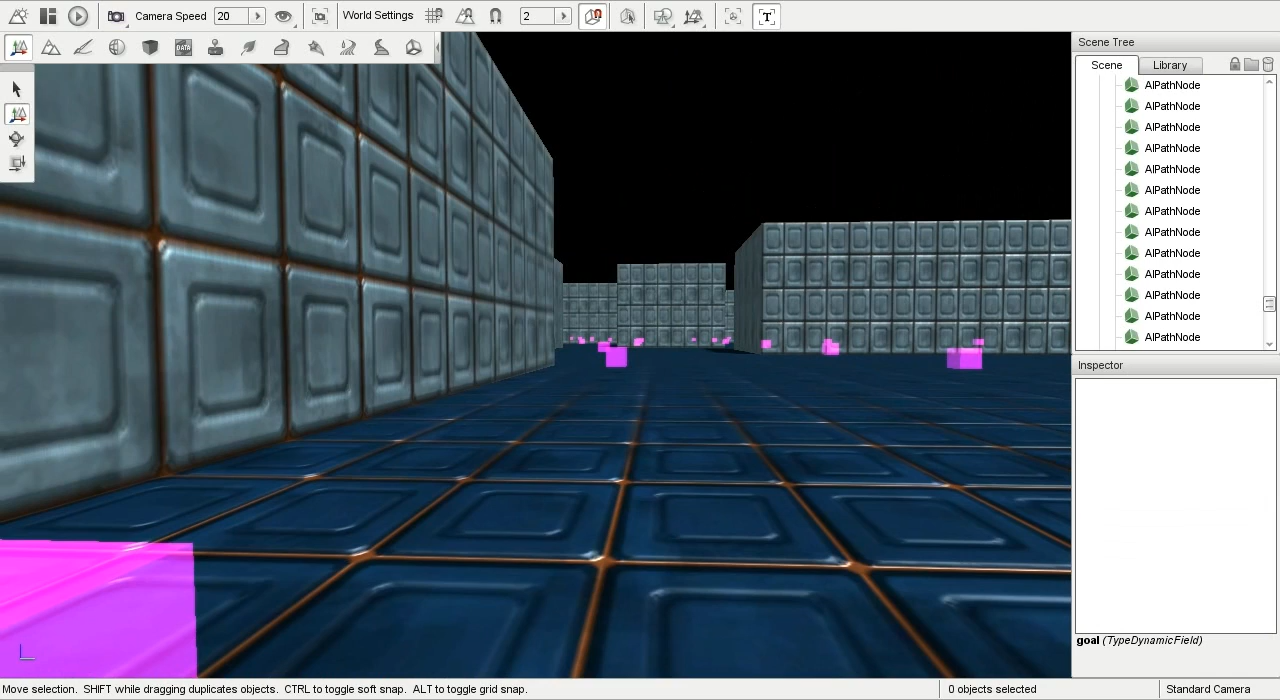 Camera Speed 20 World Settings 2 T
DATA
Scene Tree
Scene Library
AIPathNode
AIPathNode
AIPathNode
AIPathNode
AIPathNode
AIPathNode
AIPathNode
AIPathNode
AIPathNode
AIPathNode
AIPathNode
AIPathNode
AIPathNode
Inspector
goal (TypeDynamicField)
Move selection. SHIFT while dragging duplicates objects. CTRL to toggle soft snap. ALT to toggle grid snap. 0 objects selected Standard Camera